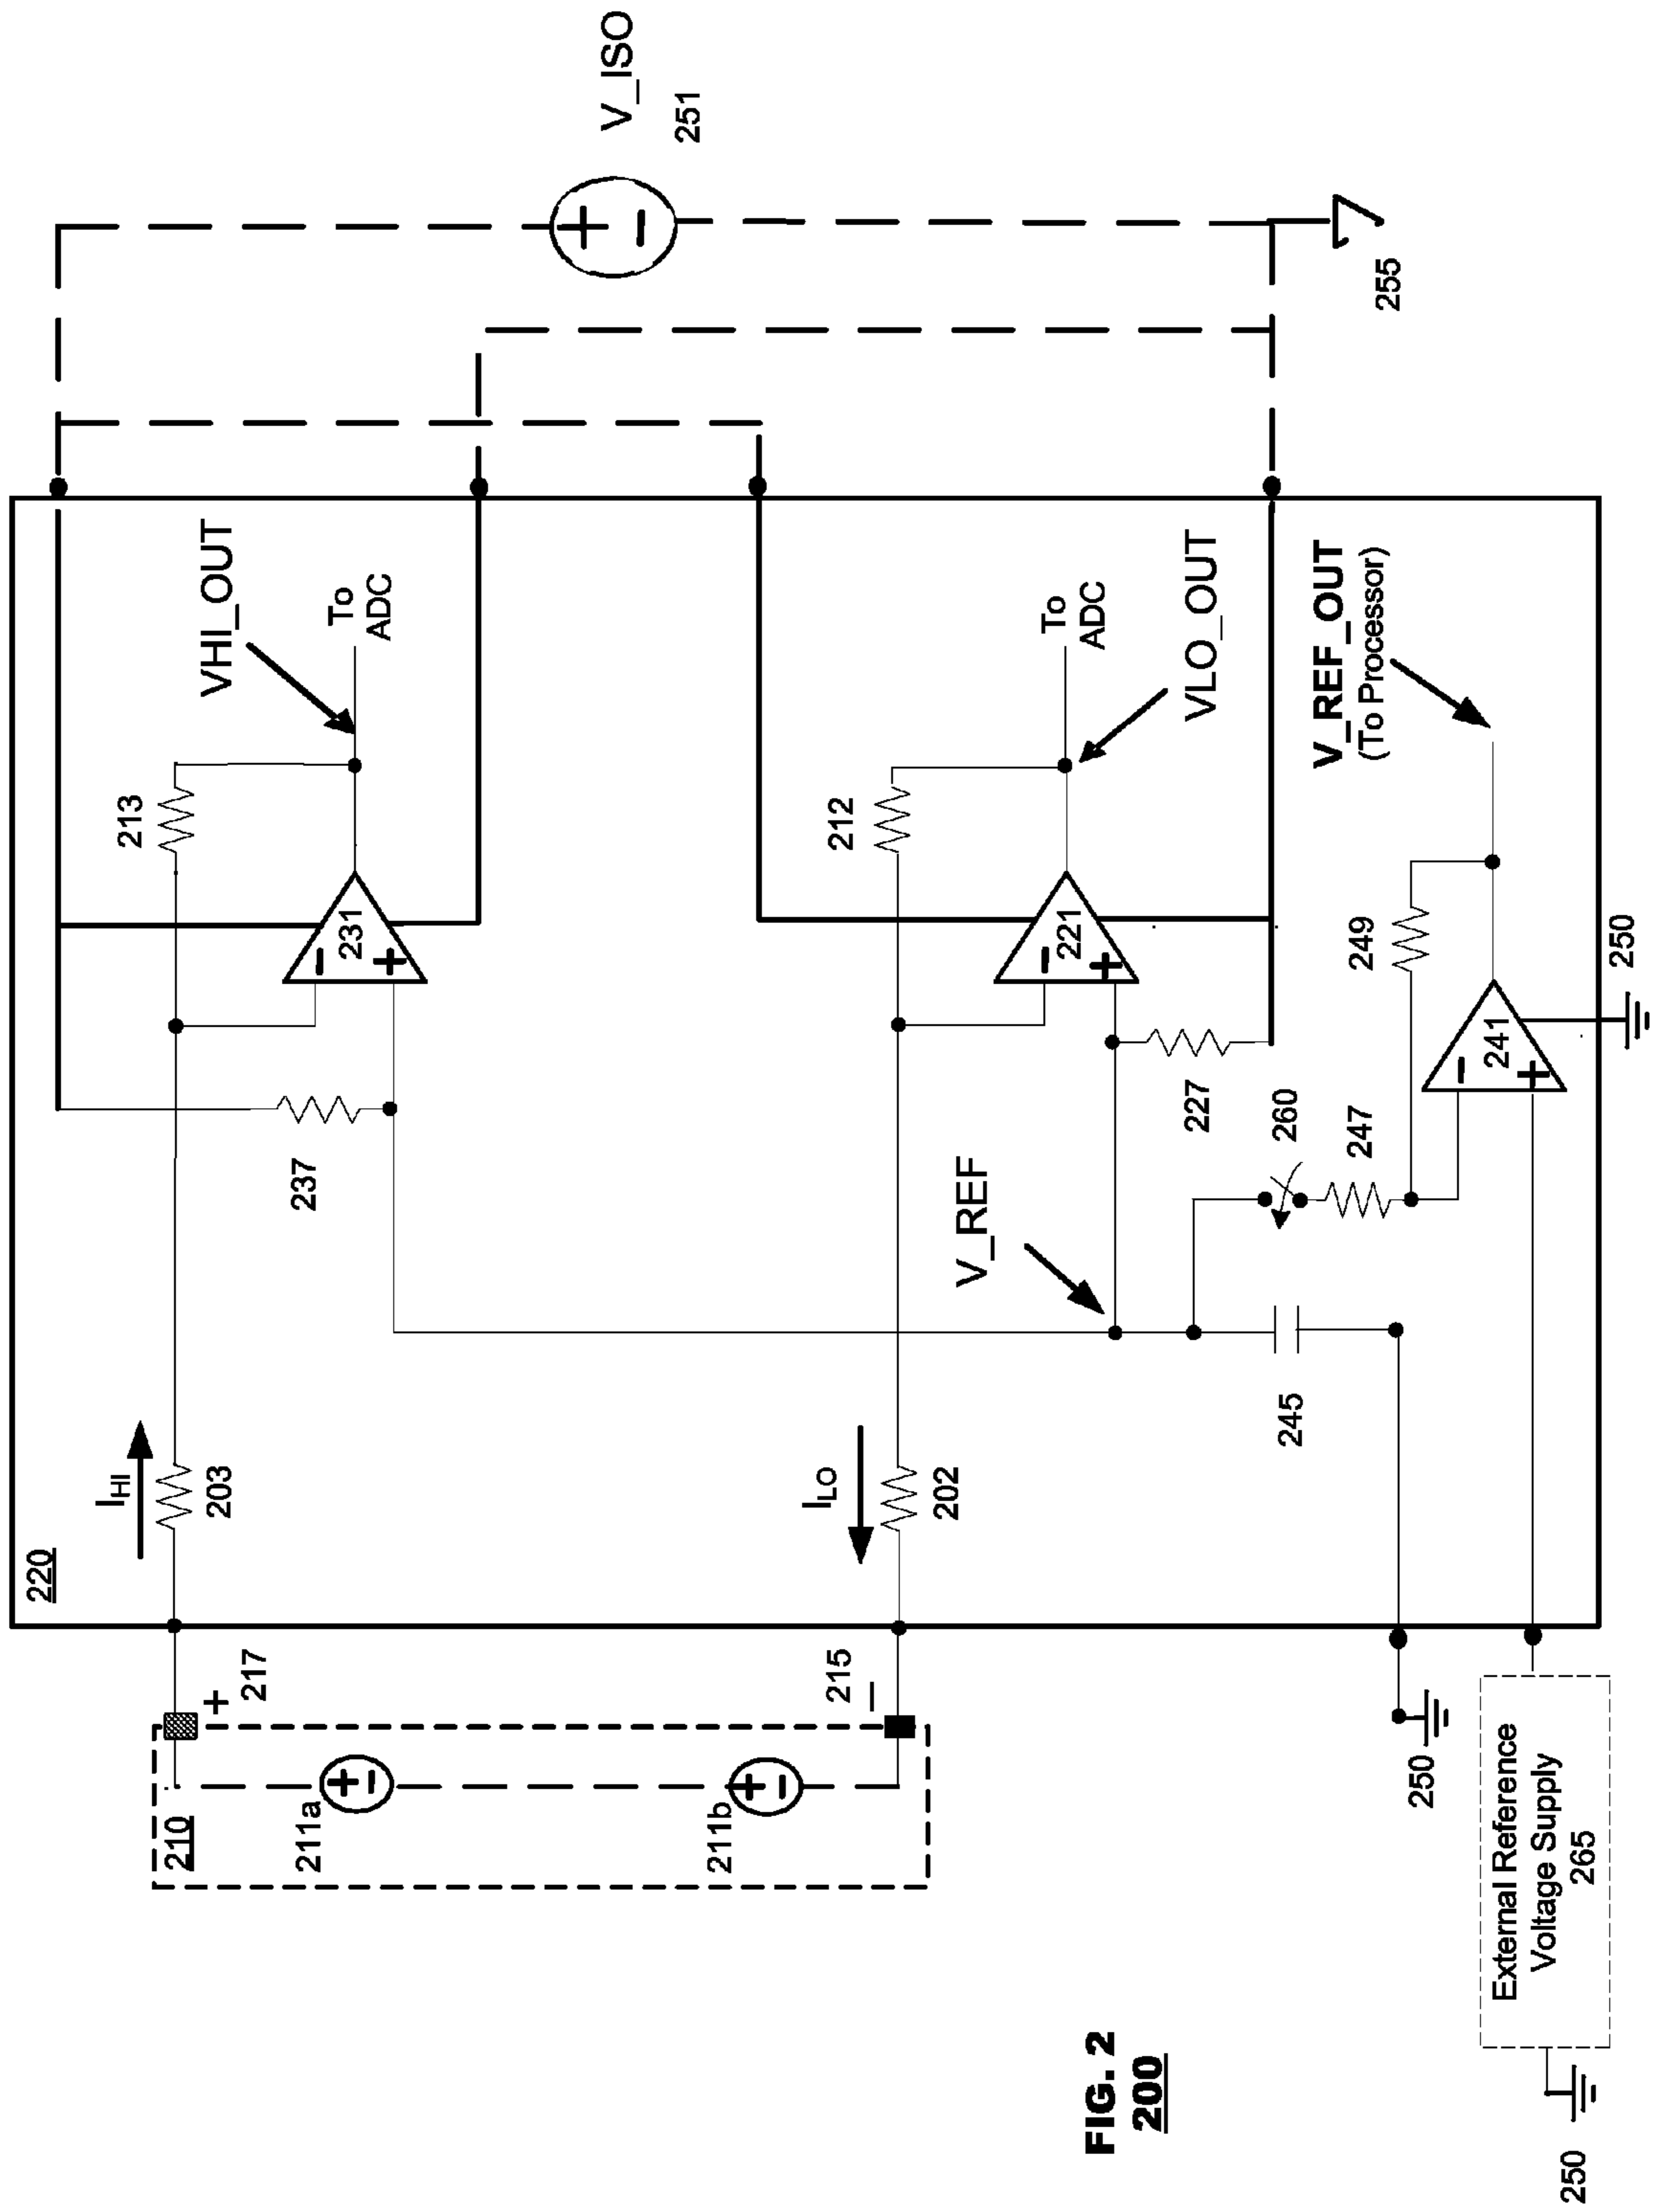 220
I_HI
203
213
VHI_OUT
To
ADC
−
+
231
237
V_ISO
251
+
−
+
217
210
211a
+
−
211b
+
−
215
−
I_LO
202
212
To
ADC
VLO_OUT
−
+
221
227
V_REF
255
260
247
249
V_REF_OUT
(To Processor)
245
−
+
241
250
250
External Reference
Voltage Supply
265
250
FIG. 2
200